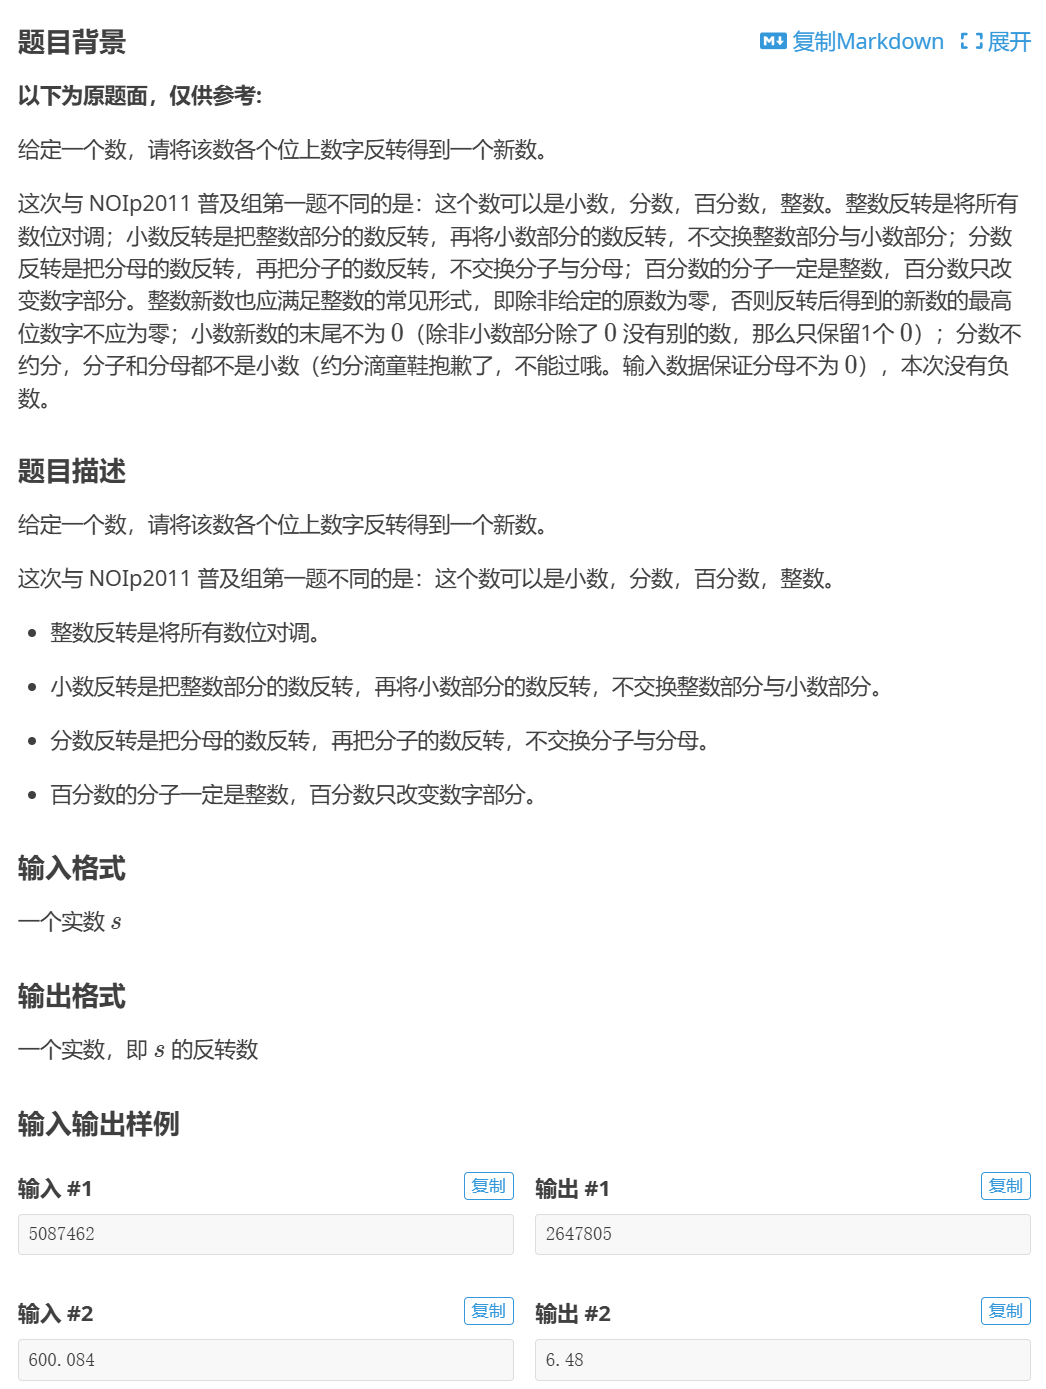 题目背景
复制Markdown 展开
以下为原题面，仅供参考:
给定一个数，请将该数各个位上数字反转得到一个新数。
这次与 NOIp2011 普及组第一题不同的是：这个数可以是小数，分数，百分数，整数。整数反转是将所有
数位对调；小数反转是把整数部分的数反转，再将小数部分的数反转，不交换整数部分与小数部分；分数
反转是把分母的数反转，再把分子的数反转，不交换分子与分母；百分数的分子一定是整数，百分数只改
变数字部分。整数新数也应满足整数的常见形式，即除非给定的原数为零，否则反转后得到的新数的最高
位数字不应为零；小数新数的末尾不为 0（除非小数部分除了 0 没有别的数，那么只保留1个 0）；分数不
约分，分子和分母都不是小数（约分滴童鞋抱歉了，不能过哦。输入数据保证分母不为 0），本次没有负
数。
题目描述
给定一个数，请将该数各个位上数字反转得到一个新数。
这次与 NOIp2011 普及组第一题不同的是：这个数可以是小数，分数，百分数，整数。
• 整数反转是将所有数位对调。
• 小数反转是把整数部分的数反转，再将小数部分的数反转，不交换整数部分与小数部分。
• 分数反转是把分母的数反转，再把分子的数反转，不交换分子与分母。
• 百分数的分子一定是整数，百分数只改变数字部分。
输入格式
一个实数 s
输出格式
一个实数，即 s 的反转数
输入输出样例
输入 #1 复制
5087462
输出 #1 复制
2647805
输入 #2 复制
600.084
输出 #2 复制
6.48